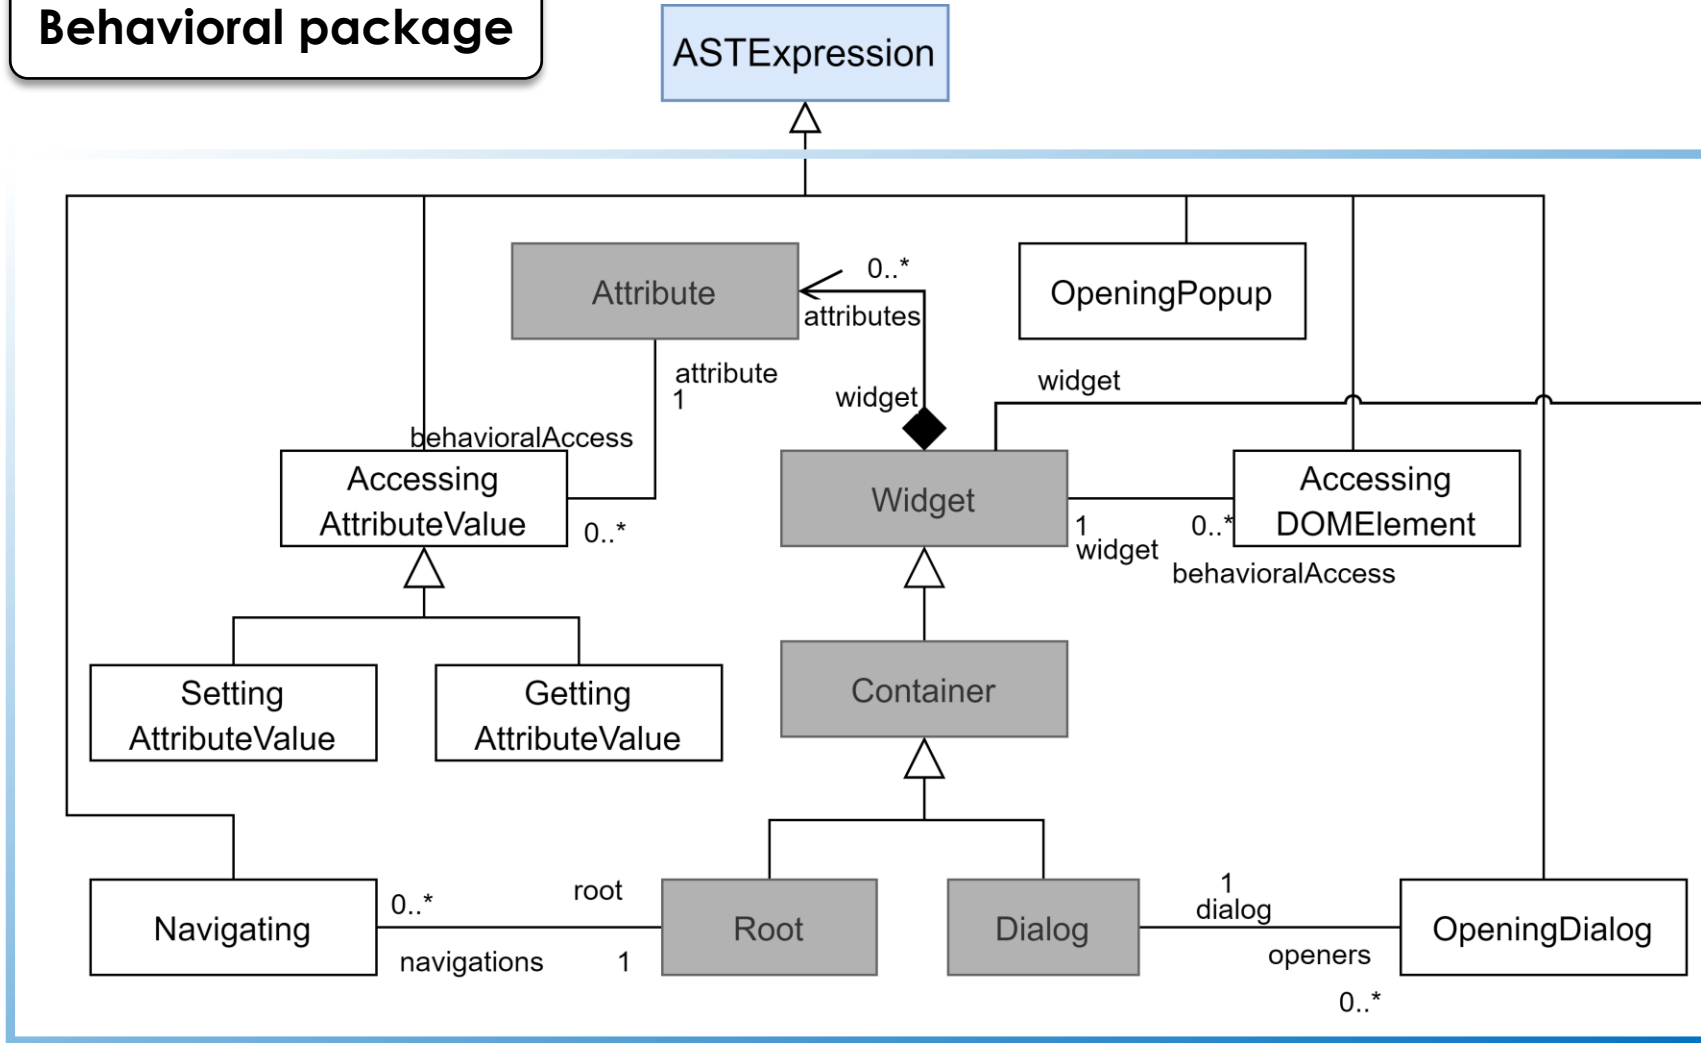 Behavioral package
ASTExpression
Attribute
0..*
attributes
OpeningPopup
attribute
1
widget
widget
behavioralAccess
Accessing
AttributeValue
0..*
Widget
1
widget
0..*
behavioralAccess
Accessing
DOMElement
Setting
AttributeValue
Getting
AttributeValue
Container
Navigating
0..*
navigations
root
1
Root
Dialog
1
dialog
openers
0..*
OpeningDialog